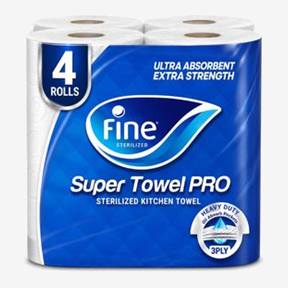 4
ROLLS
ULTRA ABSORBENT
EXTRA STRENGTH
fine®
STERILIZED
Super Towel PRO
STERILIZED KITCHEN TOWEL
HEAVY DUTY
3PLY